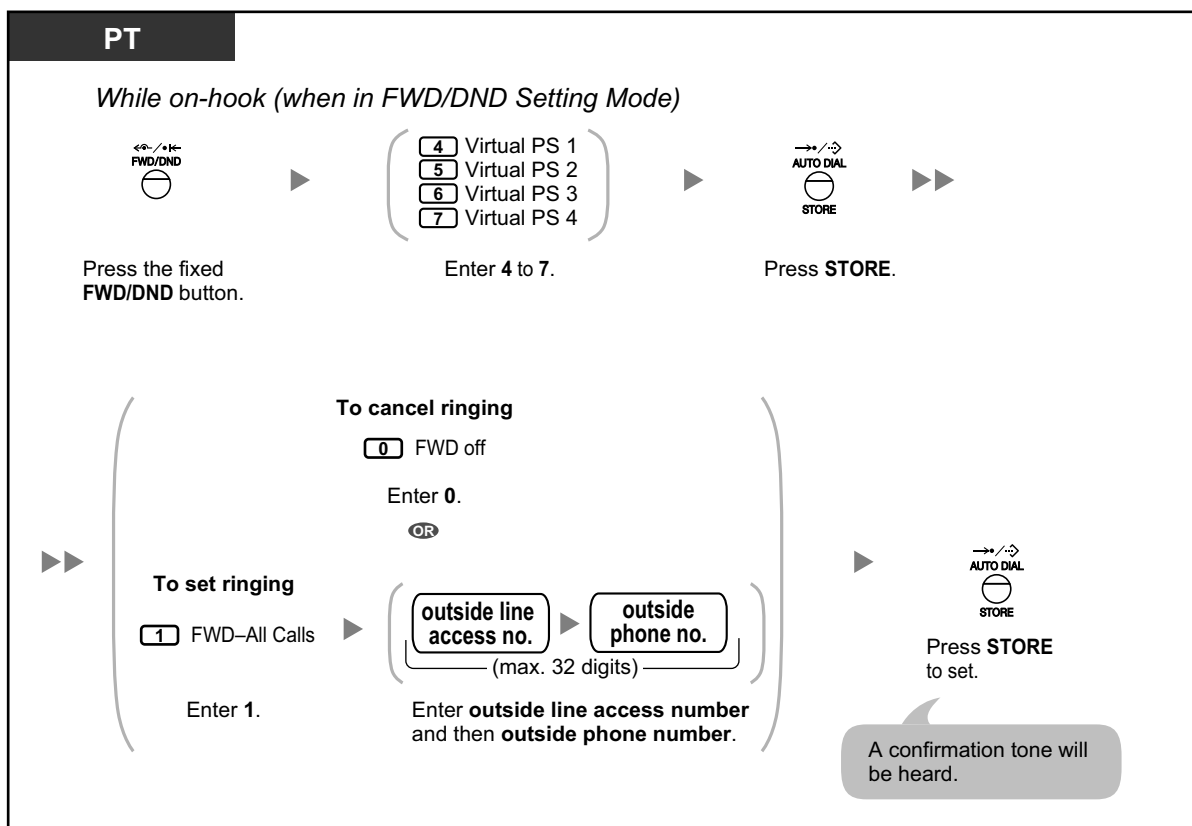 PT
While on-hook (when in FWD/DND Setting Mode)
FWD/DND
4 Virtual PS 1
5 Virtual PS 2
6 Virtual PS 3
7 Virtual PS 4
AUTO DIAL
STORE
Press the fixed
FWD/DND button.
Enter 4 to 7.
Press STORE.
To cancel ringing
0 FWD off
Enter 0.
OR
To set ringing
1 FWD–All Calls
Enter 1.
outside line
access no.
outside
phone no.
(max. 32 digits)
Enter outside line access number
and then outside phone number.
AUTO DIAL
STORE
Press STORE
to set.
A confirmation tone will
be heard.